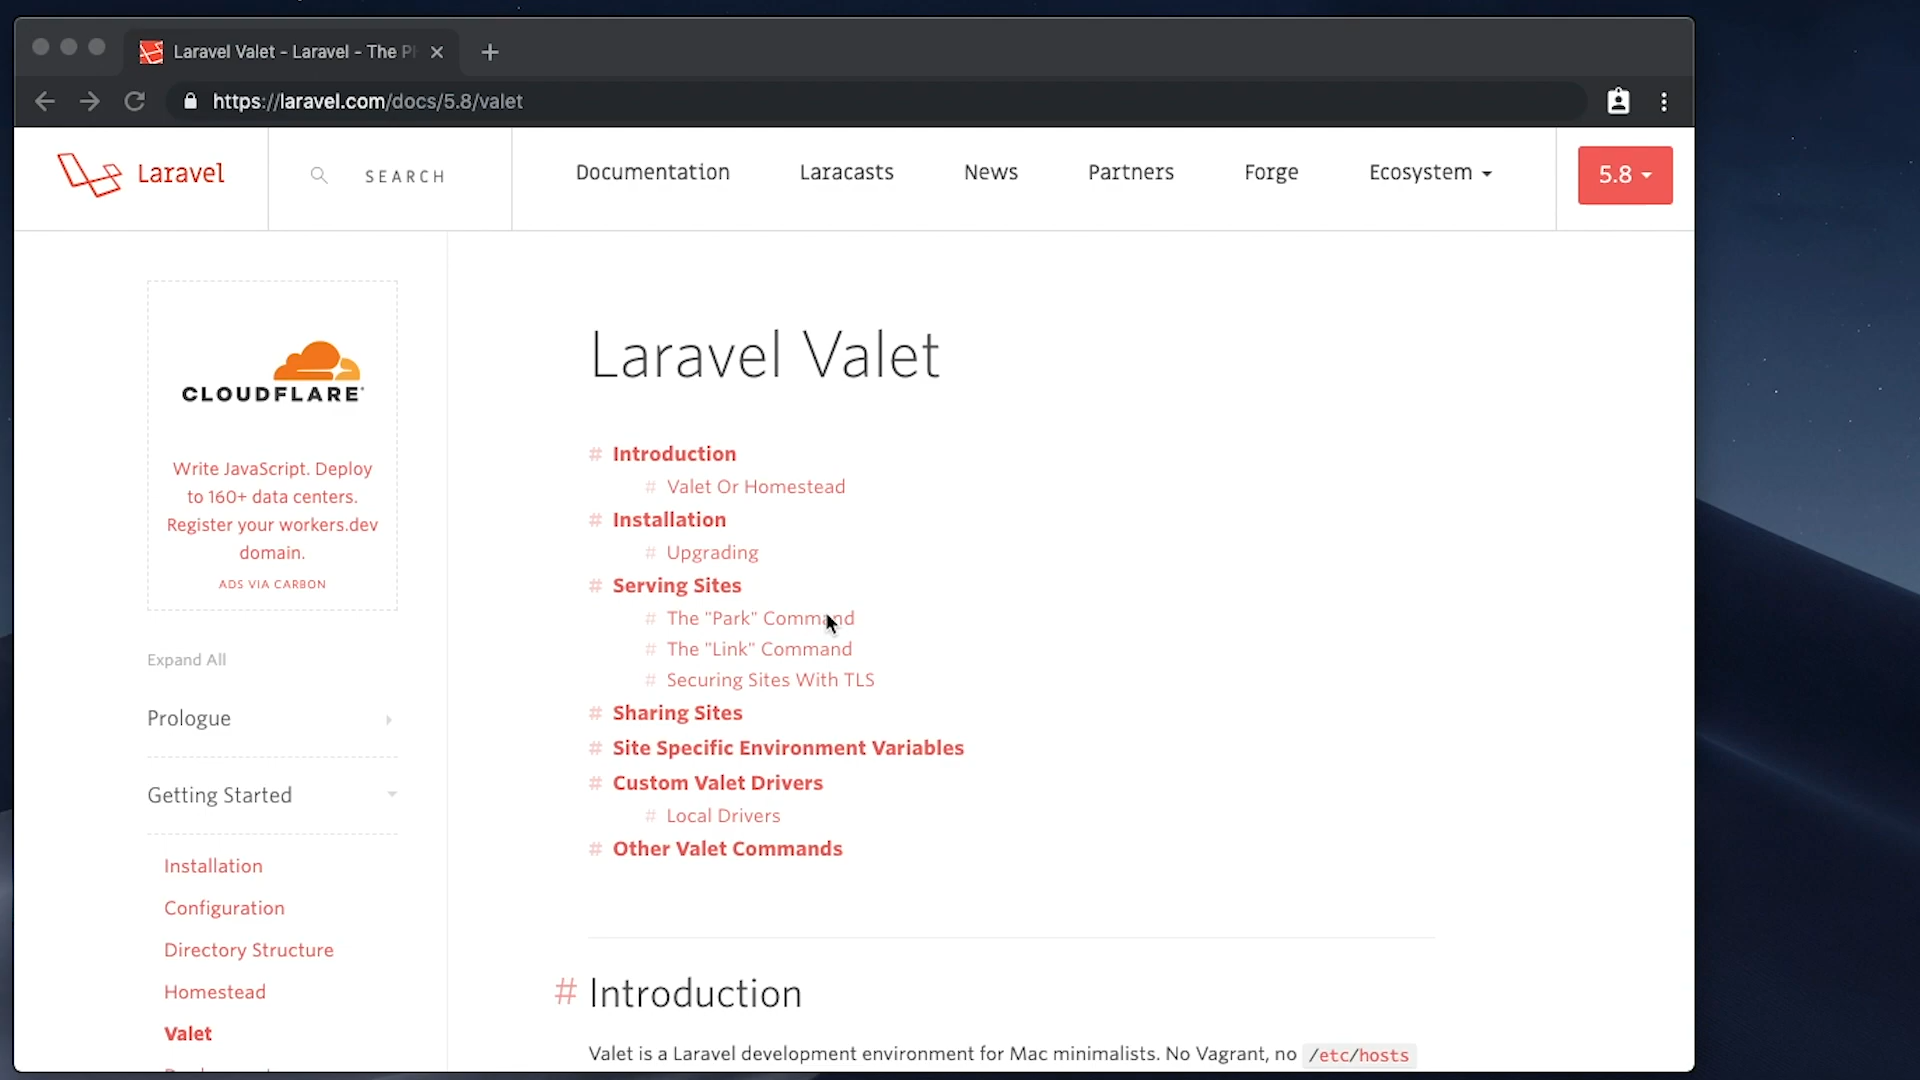 Laravel Valet - Laravel - The P
https://laravel.com/docs/5.8/valet
Laravel
SEARCH
Documentation
Laracasts
News
Partners
Forge
Ecosystem
5.8
CLOUDFLARE
Write JavaScript. Deploy
to 160+ data centers.
Register your workers.dev
domain.
ADS VIA CARBON
Expand All
Prologue
Getting Started
Installation
Configuration
Directory Structure
Homestead
Valet
Laravel Valet
# Introduction
# Valet Or Homestead
# Installation
# Upgrading
# Serving Sites
# The "Park" Command
# The "Link" Command
# Securing Sites With TLS
# Sharing Sites
# Site Specific Environment Variables
# Custom Valet Drivers
# Local Drivers
# Other Valet Commands
# Introduction
Valet is a Laravel development environment for Mac minimalists. No Vagrant, no /etc/hosts